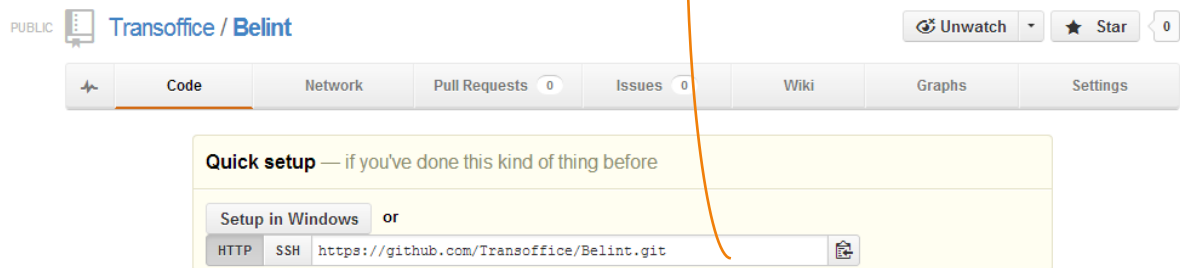 PUBLIC Transoffice / Belint Unwatch Star 0
Code Network Pull Requests 0 Issues 0 Wiki Graphs Settings
Quick setup — if you've done this kind of thing before
Setup in Windows or
HTTP SSH https://github.com/Transoffice/Belint.git